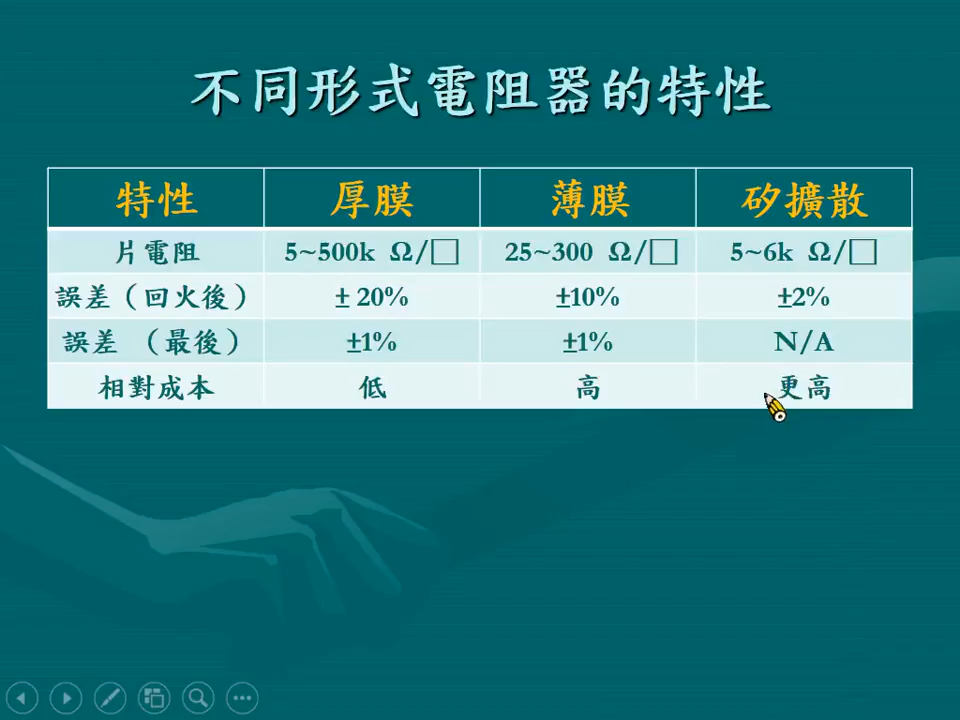 不同形式電阻器的特性
特性 厚膜 薄膜 矽擴散
片電阻 5~500k Ω/□ 25~300 Ω/□ 5~6k Ω/□
誤差（回火後） ± 20% ±10% ±2%
誤差 （最後） ±1% ±1% N/A
相對成本 低 高 更高